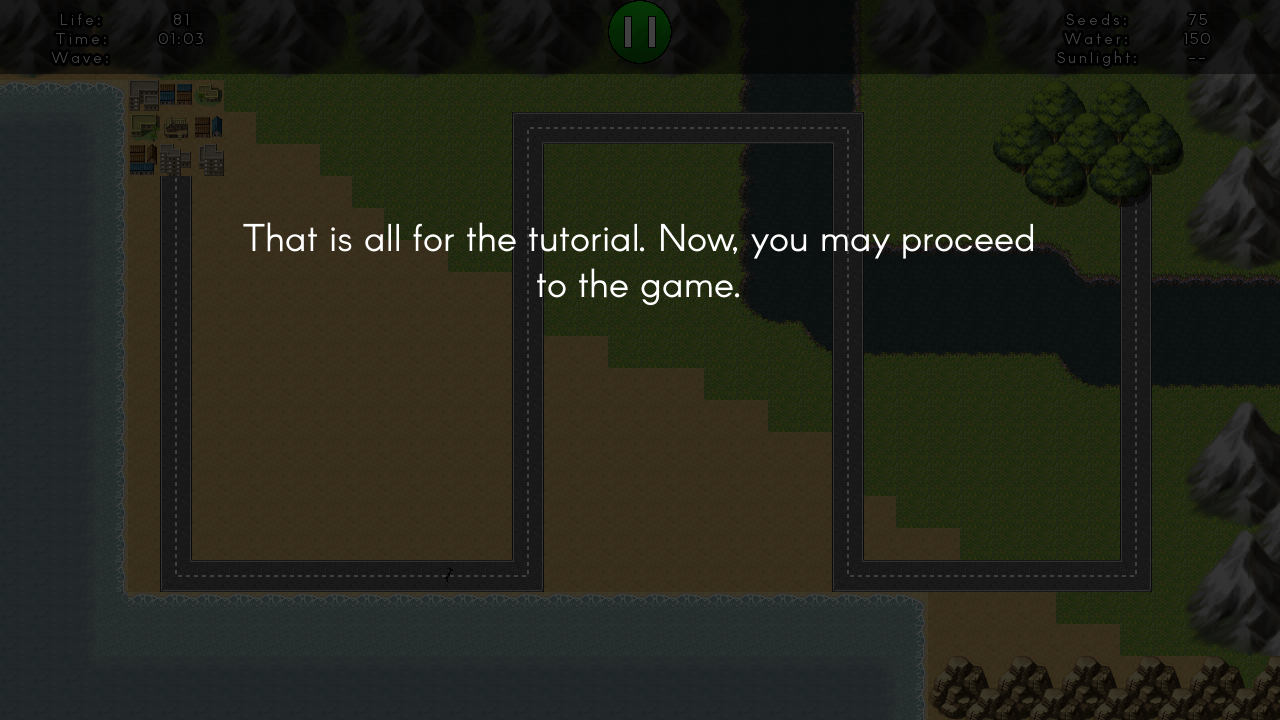 Life: 81
Time: 01:03
Wave:
Seeds: 75
Water: 150
Sunlight: --
That is all for the tutorial. Now, you may proceed
to the game.